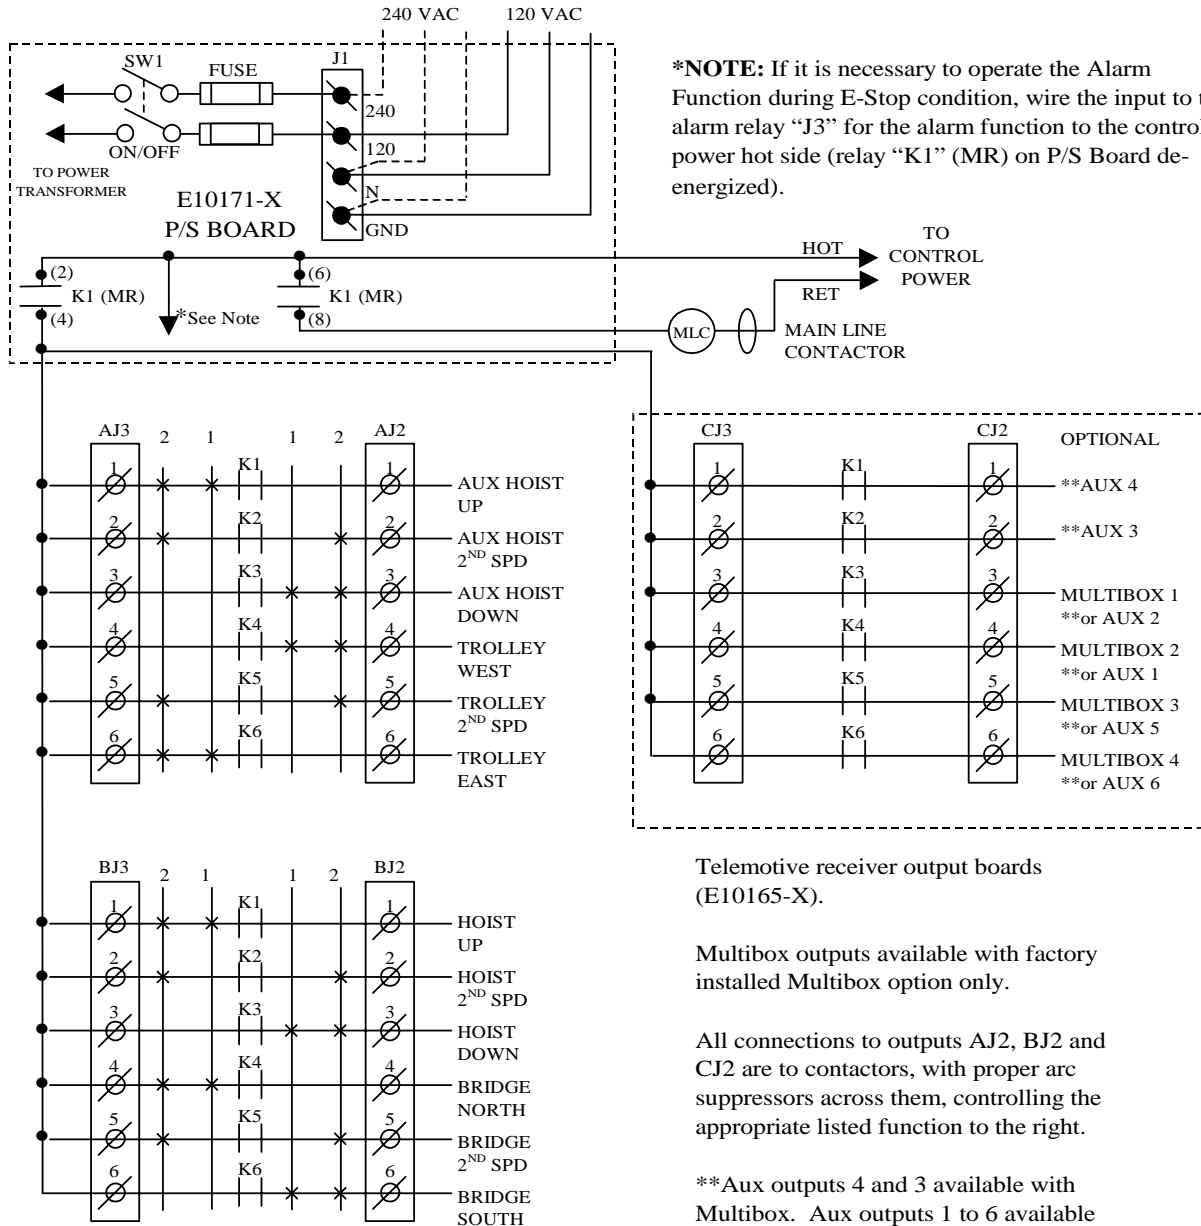 240 VAC 120 VAC
SW1 FUSE J1
240
120
N
GND
ON/OFF
TO POWER
TRANSFORMER
E10171-X
P/S BOARD
*NOTE: If it is necessary to operate the Alarm
Function during E-Stop condition, wire the input to t
alarm relay “J3” for the alarm function to the control
power hot side (relay “K1” (MR) on P/S Board de-
energized).
(2)
K1 (MR)
(4)
*See Note
(6)
K1 (MR)
(8)
HOT
RET
TO
CONTROL
POWER
MLC
MAIN LINE
CONTACTOR
AJ3 2 1 1 2 AJ2
1 K1 1 AUX HOIST
UP
2 K2 2 AUX HOIST
2ND SPD
3 K3 3 AUX HOIST
DOWN
4 K4 4 TROLLEY
WEST
5 K5 5 TROLLEY
2ND SPD
6 K6 6 TROLLEY
EAST
CJ3 CJ2 OPTIONAL
1 K1 1 **AUX 4
2 K2 2 **AUX 3
3 K3 3 MULTIBOX 1
**or AUX 2
4 K4 4 MULTIBOX 2
**or AUX 1
5 K5 5 MULTIBOX 3
**or AUX 5
6 K6 6 MULTIBOX 4
**or AUX 6
BJ3 2 1 1 2 BJ2
1 K1 1 HOIST
UP
2 K2 2 HOIST
2ND SPD
3 K3 3 HOIST
DOWN
4 K4 4 BRIDGE
NORTH
5 K5 5 BRIDGE
2ND SPD
6 K6 6 BRIDGE
SOUTH
Telemotive receiver output boards
(E10165-X).
Multibox outputs available with factory
installed Multibox option only.
All connections to outputs AJ2, BJ2 and
CJ2 are to contactors, with proper arc
suppressors across them, controlling the
appropriate listed function to the right.
**Aux outputs 4 and 3 available with
Multibox. Aux outputs 1 to 6 available